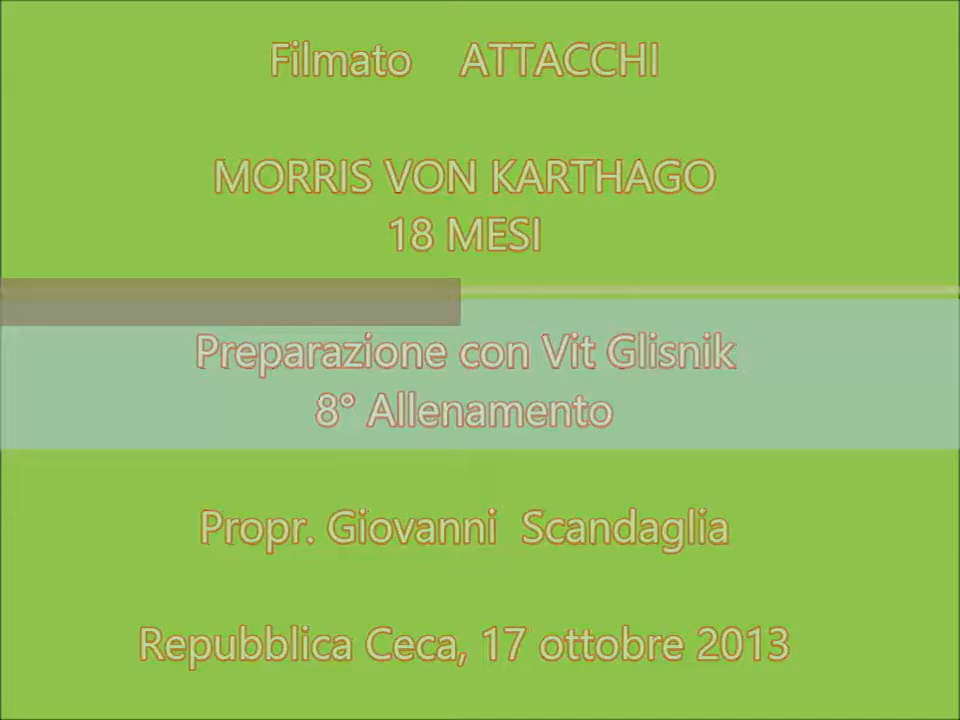 Filmato ATTACCHI
MORRIS VON KARTHAGO
18 MESI
Preparazione con Vit Glisnik
8° Allenamento
Propr. Giovanni Scandaglia
Repubblica Ceca, 17 ottobre 2013